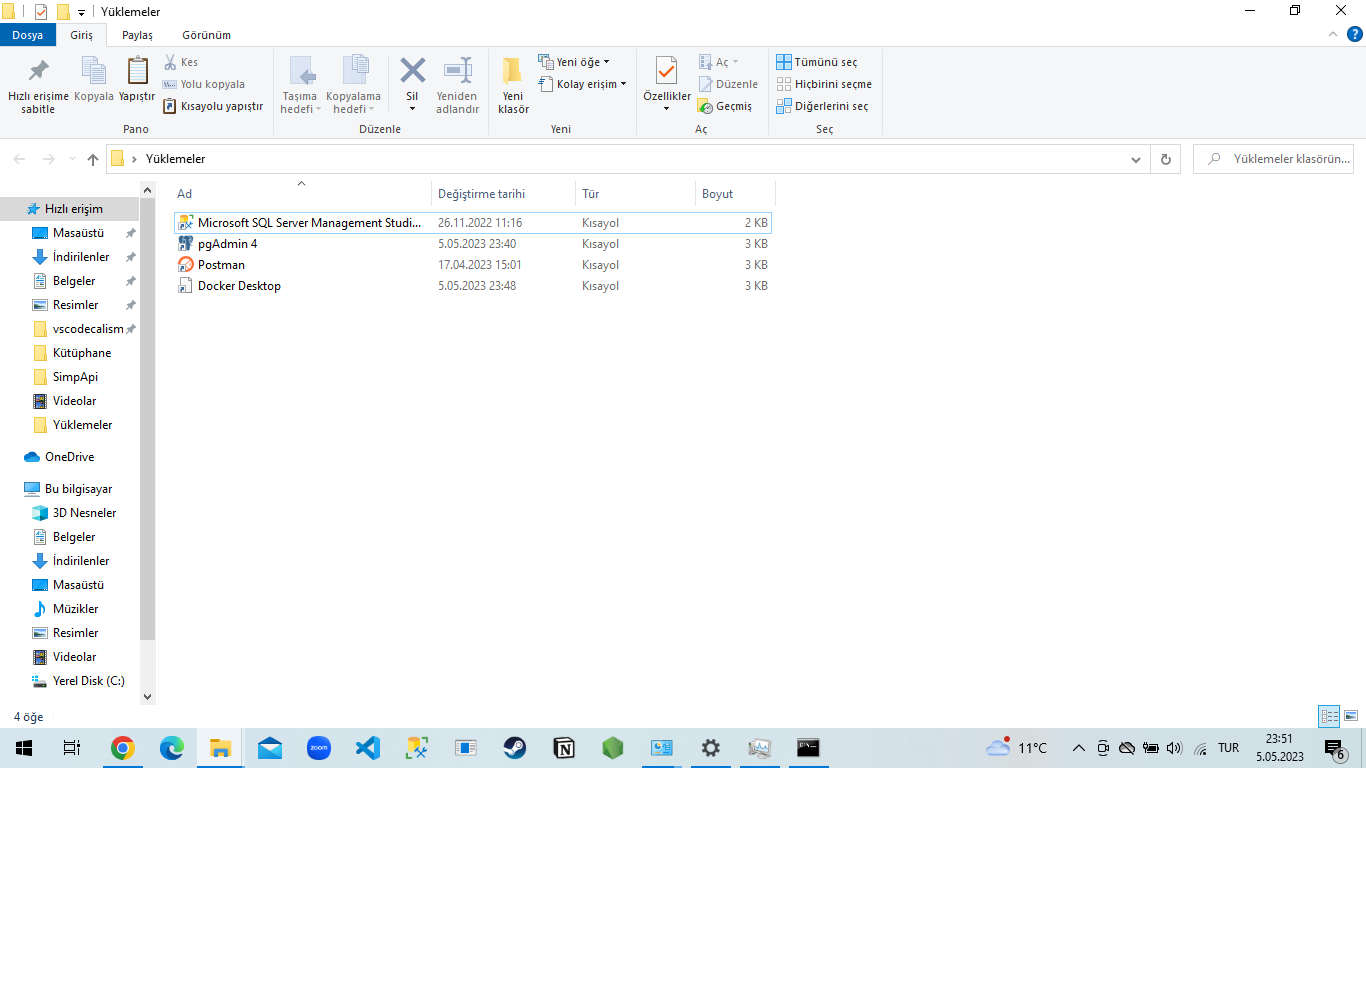 Yüklemeler
Dosya Giriş Paylaş Görünüm
Hızlı erişime sabitle
Kopyala
Yapıştır
Kes
Yolu kopyala
Kısayolu yapıştır
Pano
Taşıma hedefi
Kopyalama hedefi
Sil
Yeniden adlandır
Düzenle
Yeni klasör
Yeni öğe
Kolay erişim
Yeni
Özellikler
Aç
Düzenle
Geçmiş
Aç
Tümünü seç
Hiçbirini seçme
Diğerlerini seç
Seç
Yüklemeler
Yüklemeler klasörün...
Hızlı erişim
Masaüstü
İndirilenler
Belgeler
Resimler
vscodecalism
Kütüphane
SimpApi
Videolar
Yüklemeler
OneDrive
Bu bilgisayar
3D Nesneler
Belgeler
İndirilenler
Masaüstü
Müzikler
Resimler
Videolar
Yerel Disk (C:)
Ad Değiştirme tarihi Tür Boyut
Microsoft SQL Server Management Studi... 26.11.2022 11:16 Kısayol 2 KB
pgAdmin 4 5.05.2023 23:40 Kısayol 3 KB
Postman 17.04.2023 15:01 Kısayol 3 KB
Docker Desktop 5.05.2023 23:48 Kısayol 3 KB
4 öğe
zoom
11°C
TUR
23:51
5.05.2023
6